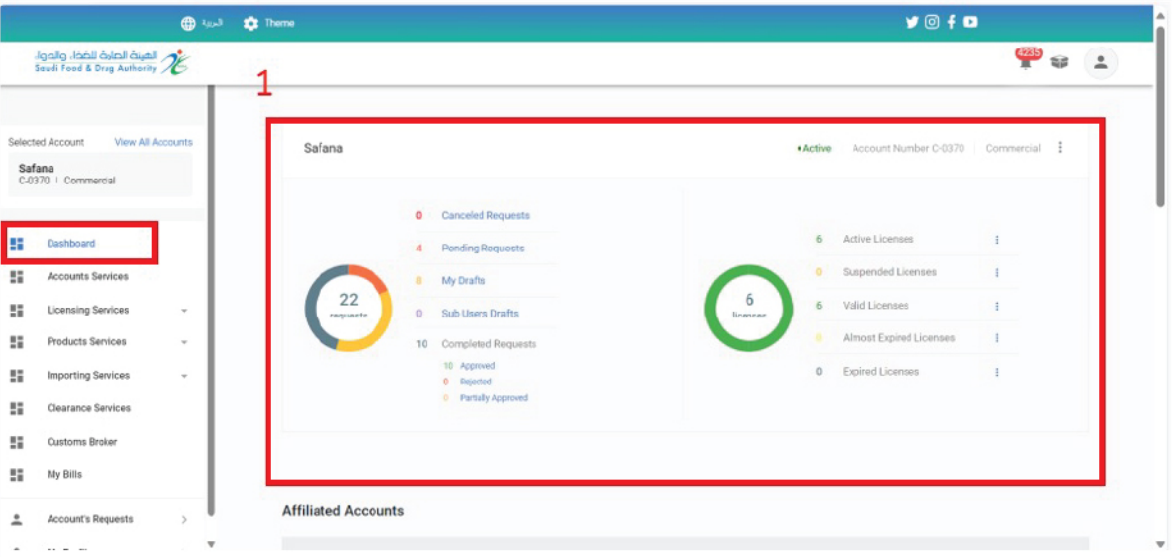 العربية
Theme
الهيئة العامة للغذاء والدواء
Saudi Food & Drug Authority
4235
1
Selected Account View All Accounts
Safana
C-0370 | Commercial
Dashboard
Accounts Services
Licensing Services
Products Services
Importing Services
Clearance Services
Customs Broker
My Bills
Account's Requests
Safana
Active Account Number C-0370 Commercial
22
requests
0 Canceled Requests
4 Pending Requests
8 My Drafts
0 Sub Users Drafts
10 Completed Requests
10 Approved
0 Rejected
0 Partially Approved
6
licenses
6 Active Licenses
0 Suspended Licenses
6 Valid Licenses
0 Almost Expired Licenses
0 Expired Licenses
Affiliated Accounts